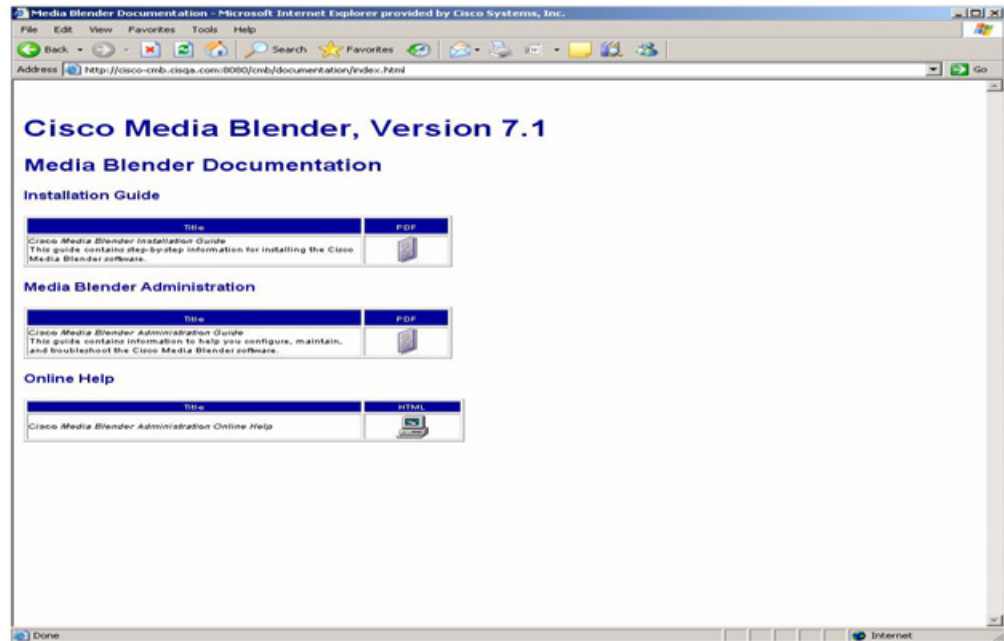 Media Blender Documentation - Microsoft Internet Explorer provided by Cisco Systems, Inc.
File Edit View Favorites Tools Help
Back Search Favorites
Address http://cisco-cmb.cisqa.com:8080/cmb/documentation/index.html Go
Cisco Media Blender, Version 7.1
Media Blender Documentation
Installation Guide
Title PDF
Cisco Media Blender Installation Guide
This guide contains step-by-step information for installing the Cisco
Media Blender software.
Media Blender Administration
Title PDF
Cisco Media Blender Administration Guide
This guide contains information to help you configure, maintain,
and troubleshoot the Cisco Media Blender software.
Online Help
Title HTML
Cisco Media Blender Administration Online Help
Done Internet